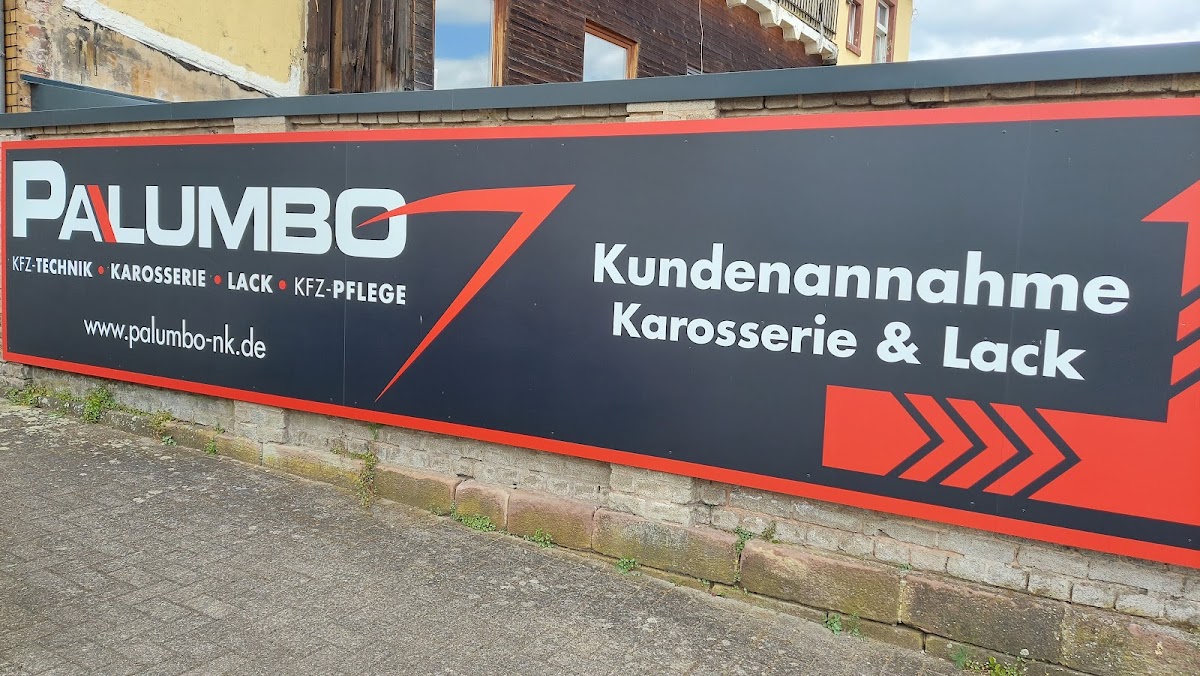 PALUMBO
KFZ-TECHNIK • KAROSSERIE • LACK • KFZ-PFLEGE
www.palumbo-nk.de
Kundenannahme
Karosserie & Lack